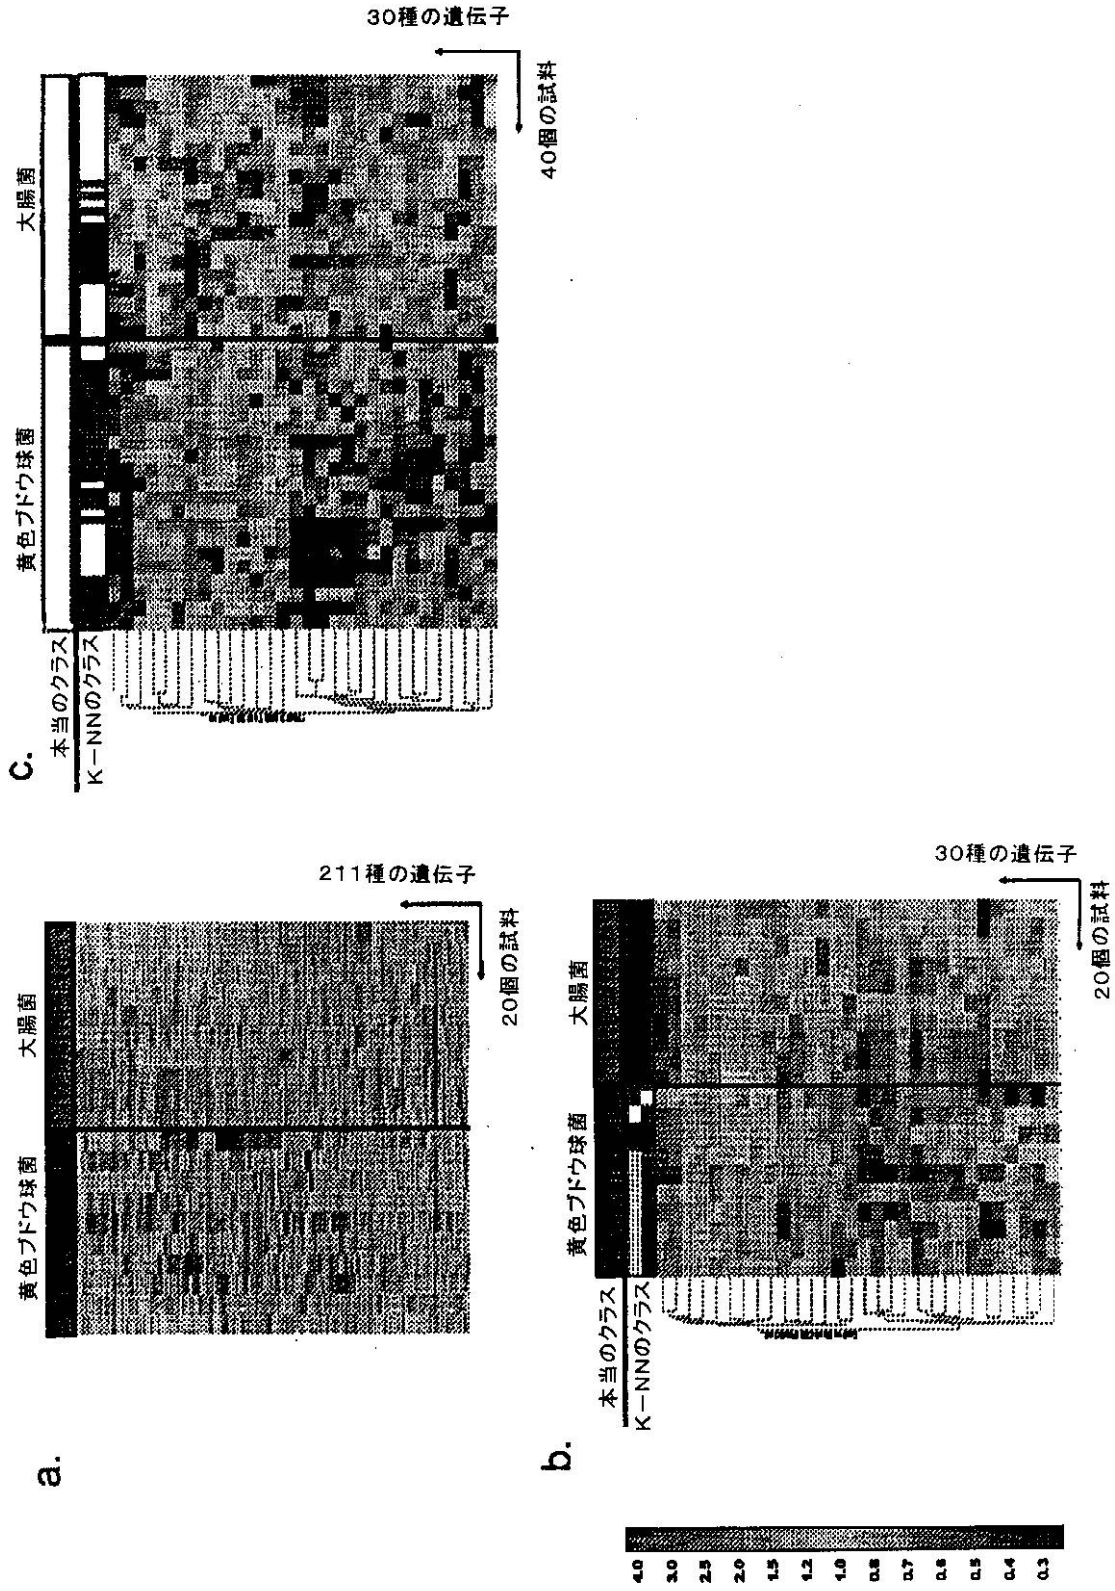 a.
黄色ブドウ球菌
大腸菌
211種の遺伝子
20個の試料
b.
本当のクラス
K-NNのクラス
黄色ブドウ球菌
大腸菌
30種の遺伝子
20個の試料
4.0
3.0
2.5
2.0
1.5
1.2
1.0
0.8
0.7
0.6
0.5
0.4
0.3
c.
本当のクラス
K-NNのクラス
黄色ブドウ球菌
大腸菌
30種の遺伝子
40個の試料